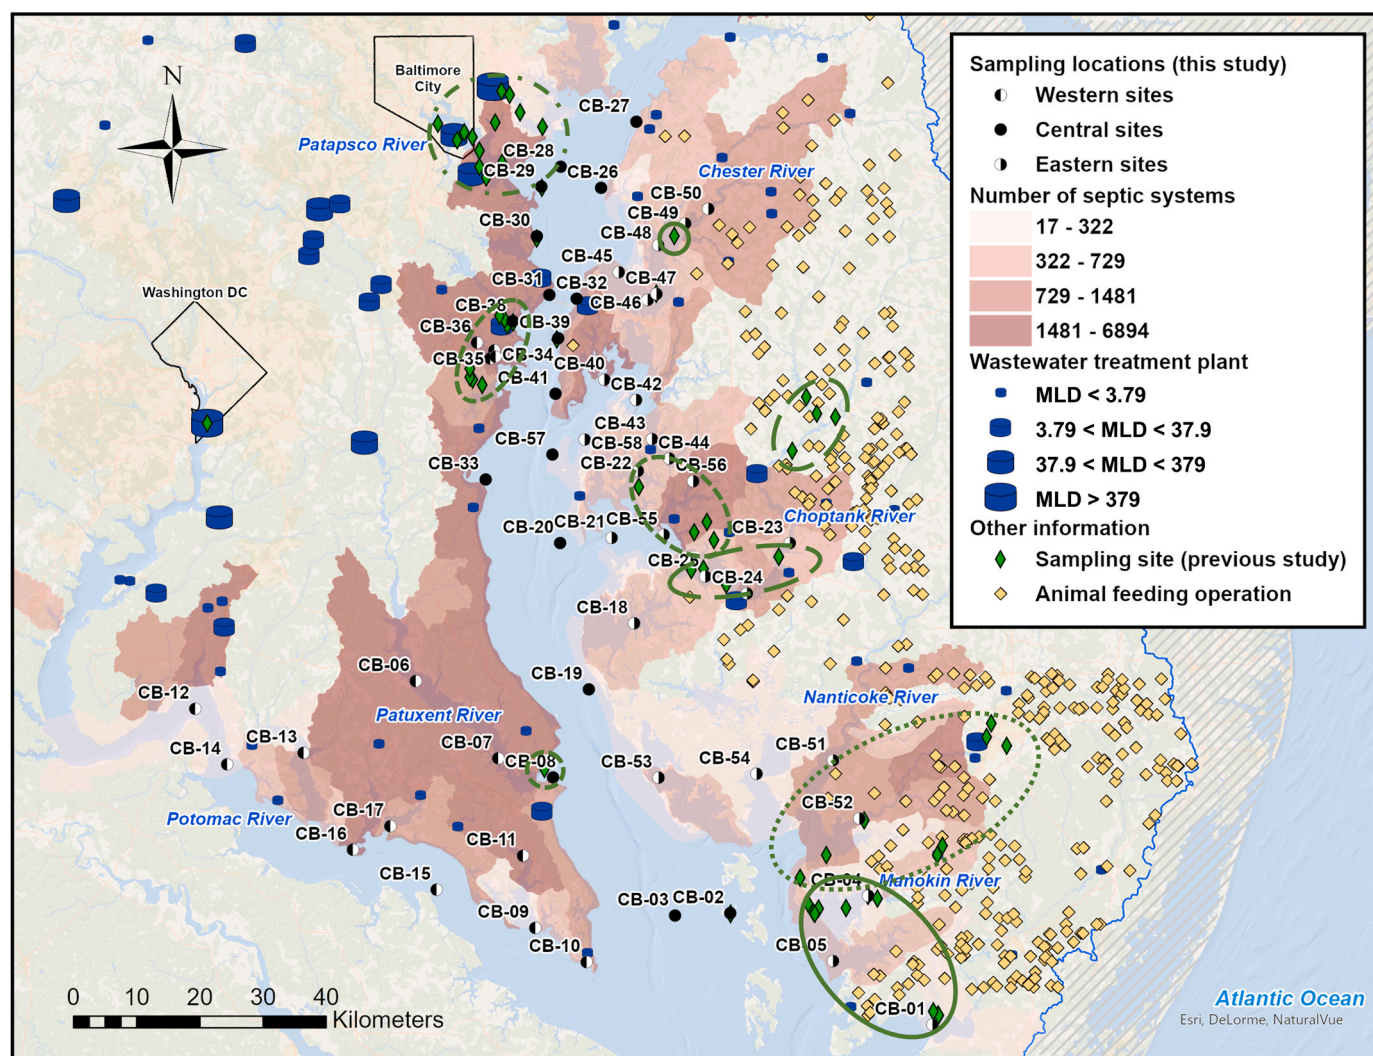 Baltimore
City
N
Patapsco River
CB-27
CB-28
CB-29
CB-26
Chester River
CB-50
CB-49
CB-48
CB-30
CB-45
CB-47
CB-31
CB-32
CB-46
Washington DC
CB-38
CB-39
CB-36
CB-34
CB-35
CB-40
CB-41
CB-42
CB-43
CB-57
CB-58
CB-44
CB-22
CB-56
CB-33
CB-20
CB-21
CB-55
CB-23
Choptank River
CB-25
CB-24
CB-18
CB-06
CB-19
CB-12
Nanticoke River
Patuxent River
CB-13
CB-14
CB-07
CB-08
CB-53
CB-54
CB-51
CB-52
CB-17
Potomac River
CB-16
CB-11
CB-15
CB-04
Manokin River
CB-09
CB-03
CB-02
CB-10
CB-05
CB-01
0 10 20 30 40
Kilometers
Atlantic Ocean
Esri, DeLorme, NaturalVue
Sampling locations (this study)
Western sites
Central sites
Eastern sites
Number of septic systems
17 - 322
322 - 729
729 - 1481
1481 - 6894
Wastewater treatment plant
MLD < 3.79
3.79 < MLD < 37.9
37.9 < MLD < 379
MLD > 379
Other information
Sampling site (previous study)
Animal feeding operation